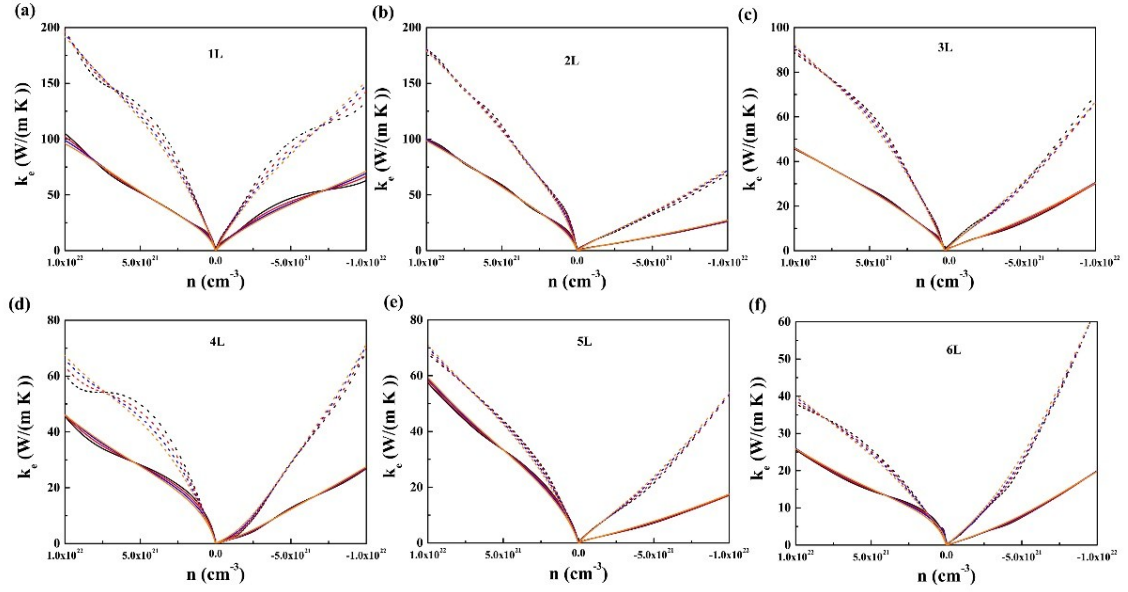 (a)
200
150
100
50
0
k_e (W/(m K ))
1L
1.0x10^22 5.0x10^21 0.0 -5.0x10^21 -1.0x10^22
n (cm^-3)
(b)
200
150
100
50
0
k_e (W/(m K ))
2L
1.0x10^22 5.0x10^21 0.0 -5.0x10^21 -1.0x10^22
n (cm^-3)
(c)
100
80
60
40
20
0
k_e (W/(m K ))
3L
1.0x10^22 5.0x10^21 0.0 -5.0x10^21 -1.0x10^22
n (cm^-3)
(d)
80
60
40
20
0
k_e (W/(m K ))
4L
1.0x10^22 5.0x10^21 0.0 -5.0x10^21 -1.0x10^22
n (cm^-3)
(e)
80
60
40
20
0
k_e (W/(m K ))
5L
1.0x10^22 5.0x10^21 0.0 -5.0x10^21 -1.0x10^22
n (cm^-3)
(f)
60
50
40
30
20
10
0
k_e (W/(m K ))
6L
1.0x10^22 5.0x10^21 0.0 -5.0x10^21 -1.0x10^22
n (cm^-3)